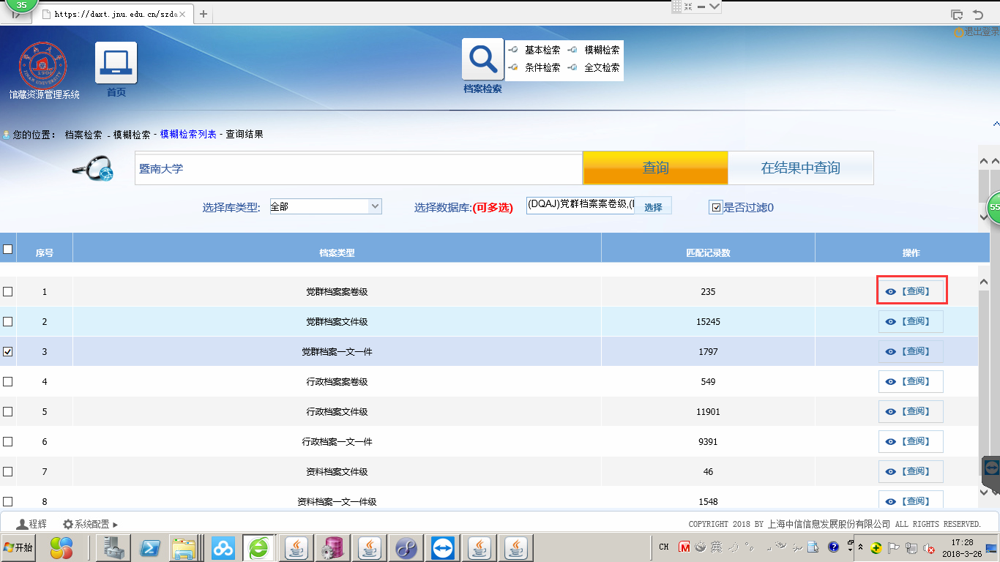 35
https://daxt.jnu.edu.cn/szda
退出登录
JINAN UNIVERSITY
1906
馆藏资源管理系统
首页
基本检索 模糊检索
条件检索 全文检索
档案检索
您的位置： 档案检索 - 模糊检索 - 模糊检索列表 - 查询结果
暨南大学 查询 在结果中查询
选择库类型: 全部 选择数据库:(可多选) (DQAJ)党群档案案卷级,( 选择 是否过滤0
55
序号 档案类型 匹配记录数 操作
1 党群档案案卷级 235 【查阅】
2 党群档案文件级 15245 【查阅】
3 党群档案一文一件 1797 【查阅】
4 行政档案案卷级 549 【查阅】
5 行政档案文件级 11901 【查阅】
6 行政档案一文一件 9391 【查阅】
7 资料档案文件级 46 【查阅】
8 资料档案一文一件级 1548 【查阅】
程辉 系统配置 COPYRIGHT 2018 BY 上海中信信息发展股份有限公司 ALL RIGHTS RESERVED.
开始 CH 17:28
2018-3-26